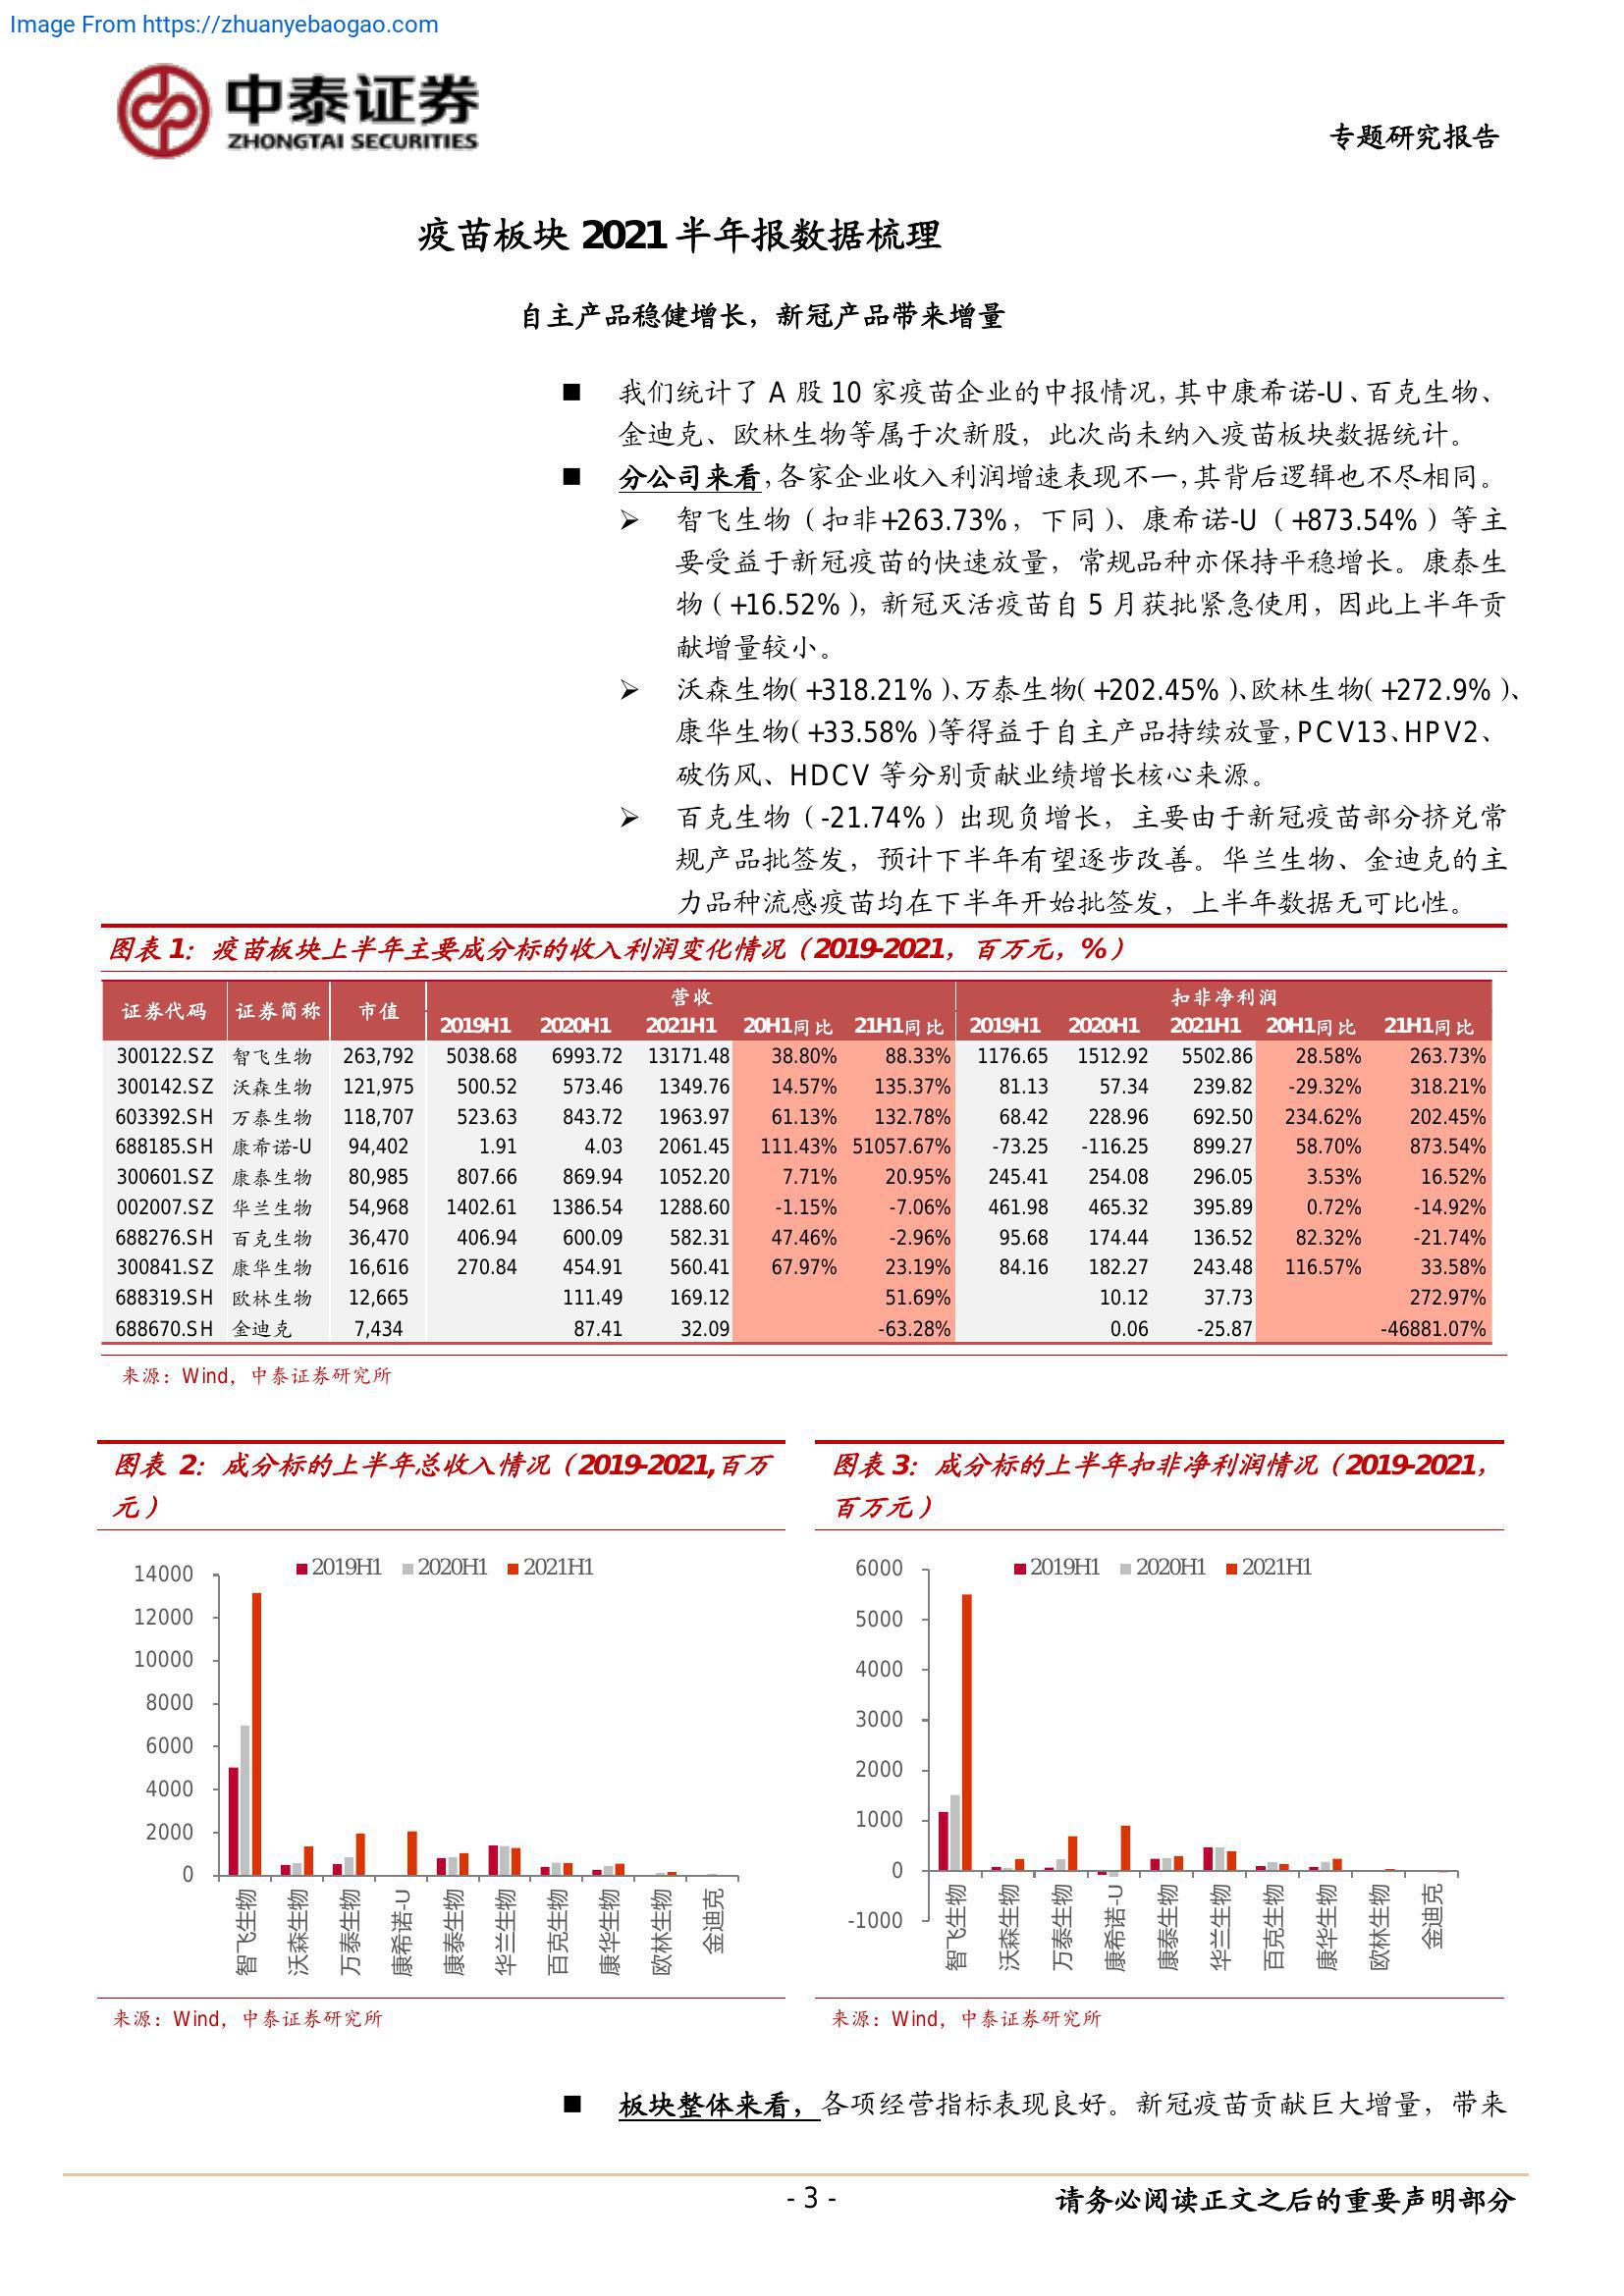 Image From https://zhuanyebaogao.com
中泰证券
ZHONGTAI SECURITIES
专题研究报告
疫苗板块 2021 半年报数据梳理
自主产品稳健增长，新冠产品带来增量
■ 我们统计了 A 股 10 家疫苗企业的中报情况，其中康希诺-U、百克生物、
金迪克、欧林生物等属于次新股，此次尚未纳入疫苗板块数据统计。
■ 分公司来看，各家企业收入利润增速表现不一，其背后逻辑也不尽相同。
➢ 智飞生物（扣非+263.73%，下同）、康希诺-U（+873.54%）等主
要受益于新冠疫苗的快速放量，常规品种亦保持平稳增长。康泰生
物（+16.52%），新冠灭活疫苗自 5 月获批紧急使用，因此上半年贡
献增量较小。
➢ 沃森生物（+318.21%）、万泰生物（+202.45%）、欧林生物（+272.9%）、
康华生物（+33.58%）等得益于自主产品持续放量，PCV13、HPV2、
破伤风、HDCV 等分别贡献业绩增长核心来源。
➢ 百克生物（-21.74%）出现负增长，主要由于新冠疫苗部分挤兑常
规产品批签发，预计下半年有望逐步改善。华兰生物、金迪克的主
力品种流感疫苗均在下半年开始批签发，上半年数据无可比性。
图表 1：疫苗板块上半年主要成分标的收入利润变化情况（2019-2021，百万元，%）
证券代码 证券简称 市值 营收 扣非净利润
2019H1 2020H1 2021H1 20H1同比 21H1同比 2019H1 2020H1 2021H1 20H1同比 21H1同比
300122.SZ 智飞生物 263,792 5038.68 6993.72 13171.48 38.80% 88.33% 1176.65 1512.92 5502.86 28.58% 263.73%
300142.SZ 沃森生物 121,975 500.52 573.46 1349.76 14.57% 135.37% 81.13 57.34 239.82 -29.32% 318.21%
603392.SH 万泰生物 118,707 523.63 843.72 1963.97 61.13% 132.78% 68.42 228.96 692.50 234.62% 202.45%
688185.SH 康希诺-U 94,402 1.91 4.03 2061.45 111.43% 51057.67% -73.25 -116.25 899.27 58.70% 873.54%
300601.SZ 康泰生物 80,985 807.66 869.94 1052.20 7.71% 20.95% 245.41 254.08 296.05 3.53% 16.52%
002007.SZ 华兰生物 54,968 1402.61 1386.54 1288.60 -1.15% -7.06% 461.98 465.32 395.89 0.72% -14.92%
688276.SH 百克生物 36,470 406.94 600.09 582.31 47.46% -2.96% 95.68 174.44 136.52 82.32% -21.74%
300841.SZ 康华生物 16,616 270.84 454.91 560.41 67.97% 23.19% 84.16 182.27 243.48 116.57% 33.58%
688319.SH 欧林生物 12,665 111.49 169.12 51.69% 10.12 37.73 272.97%
688670.SH 金迪克 7,434 87.41 32.09 -63.28% 0.06 -25.87 -46881.07%
来源：Wind，中泰证券研究所
图表 2：成分标的上半年总收入情况（2019-2021,百万
元）
2019H1 2020H1 2021H1
14000
12000
10000
8000
6000
4000
2000
0
智飞生物 沃森生物 万泰生物 康希诺-U 康泰生物 华兰生物 百克生物 康华生物 欧林生物 金迪克
来源：Wind，中泰证券研究所
图表 3：成分标的上半年扣非净利润情况（2019-2021，
百万元）
2019H1 2020H1 2021H1
6000
5000
4000
3000
2000
1000
0
-1000
智飞生物 沃森生物 万泰生物 康希诺-U 康泰生物 华兰生物 百克生物 康华生物 欧林生物 金迪克
来源：Wind，中泰证券研究所
■ 板块整体来看，各项经营指标表现良好。新冠疫苗贡献巨大增量，带来
- 3 -
请务必阅读正文之后的重要声明部分